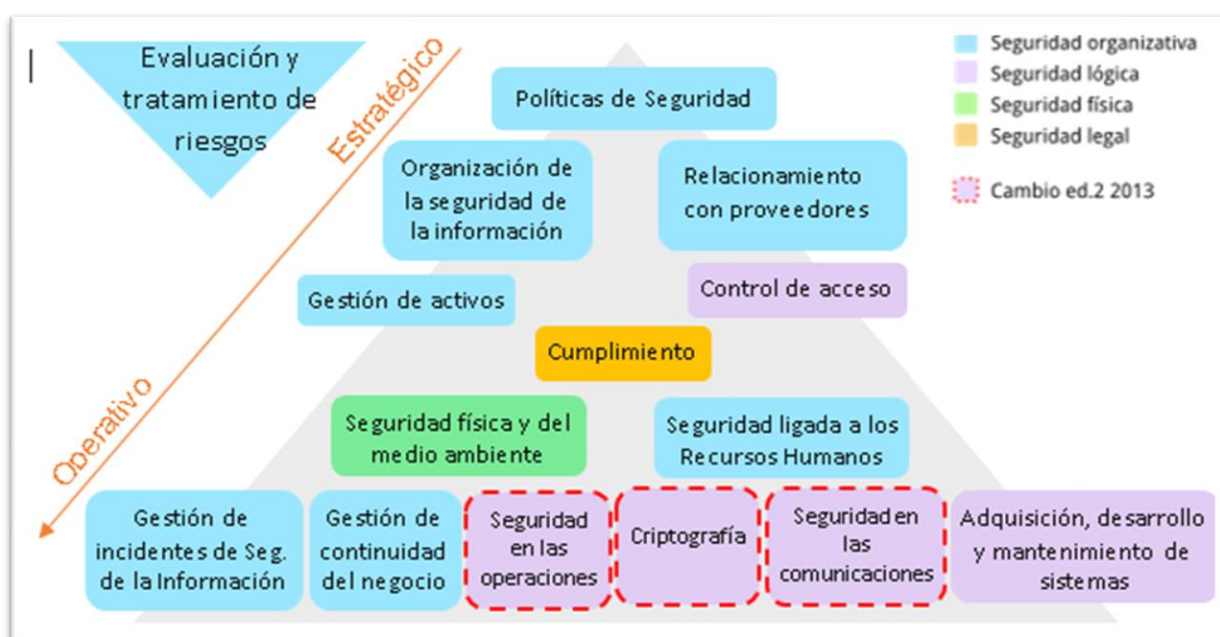 Evaluación y
tratamiento de
riesgos
Estratégico
Operativo
Políticas de Seguridad
Seguridad organizativa
Seguridad lógica
Seguridad física
Seguridad legal
Cambio ed.2 2013
Organización de
la seguridad de
la información
Relacionamiento
con proveedores
Gestión de activos
Control de acceso
Cumplimiento
Seguridad física y del
medio ambiente
Seguridad ligada a los
Recursos Humanos
Gestión de
incidentes de Seg.
de la Información
Gestión de
continuidad
del negocio
Seguridad
en las
operaciones
Criptografía
Seguridad en
las
comunicaciones
Adquisición, desarrollo
y mantenimiento de
sistemas